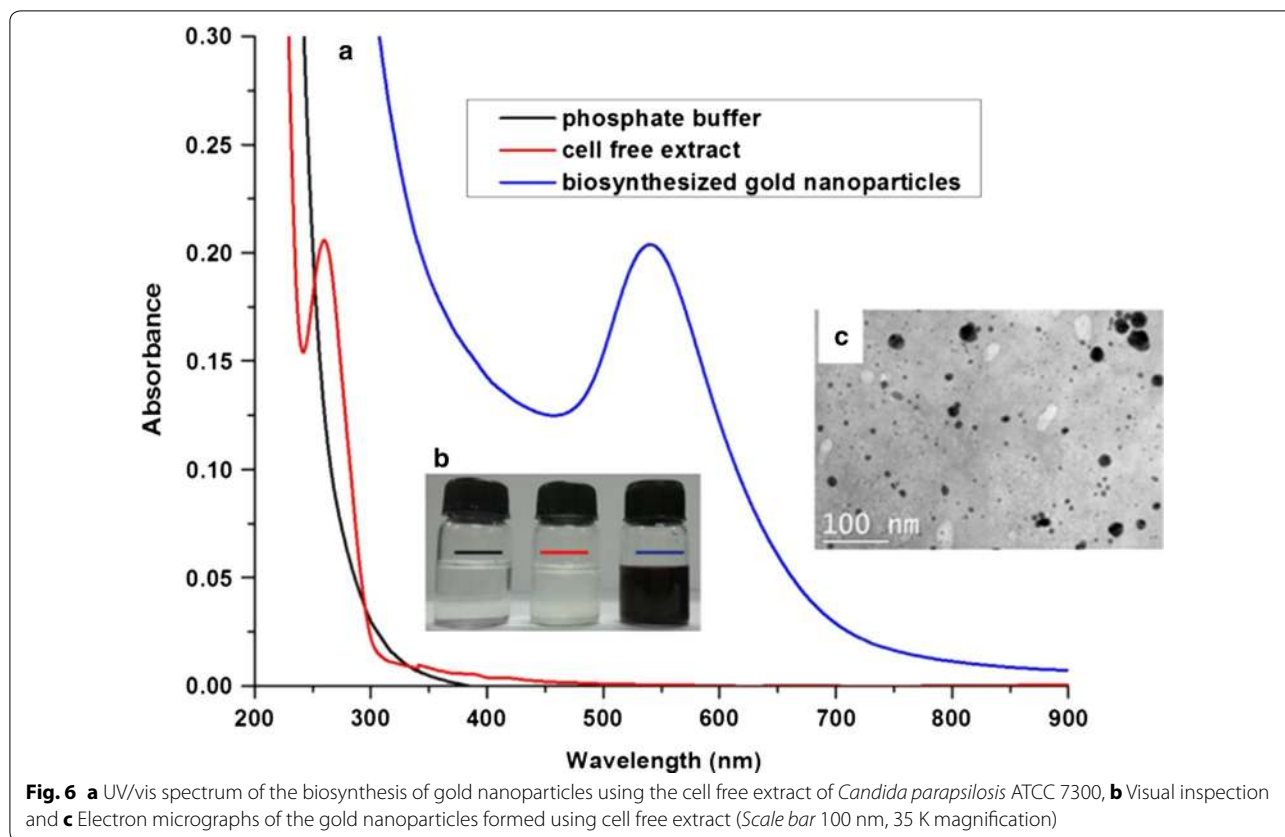 0.30
0.25
0.20
0.15
0.10
0.05
0.00
Absorbance
a
phosphate buffer
cell free extract
biosynthesized gold nanoparticles
b
c
100 nm
200 300 400 500 600 700 800 900
Wavelength (nm)
Fig. 6 a UV/vis spectrum of the biosynthesis of gold nanoparticles using the cell free extract of Candida parapsilosis ATCC 7300, b Visual inspection
and c Electron micrographs of the gold nanoparticles formed using cell free extract (Scale bar 100 nm, 35 K magnification)